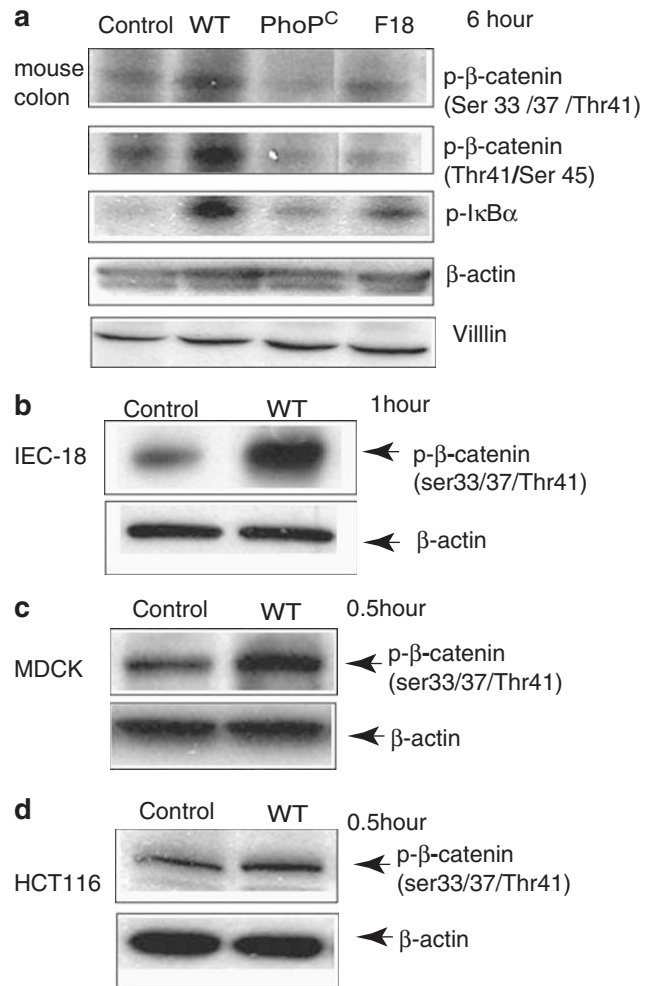 a
Control WT PhoPC F18 6 hour
mouse
colon
p-β-catenin
(Ser 33 /37 /Thr41)
p-β-catenin
(Thr41/Ser 45)
p-IκBα
β-actin
Villlin
b
Control WT 1hour
IEC-18
p-β-catenin
(ser33/37/Thr41)
β-actin
c
Control WT 0.5hour
MDCK
p-β-catenin
(ser33/37/Thr41)
β-actin
d
Control WT 0.5hour
HCT116
p-β-catenin
(ser33/37/Thr41)
β-actin